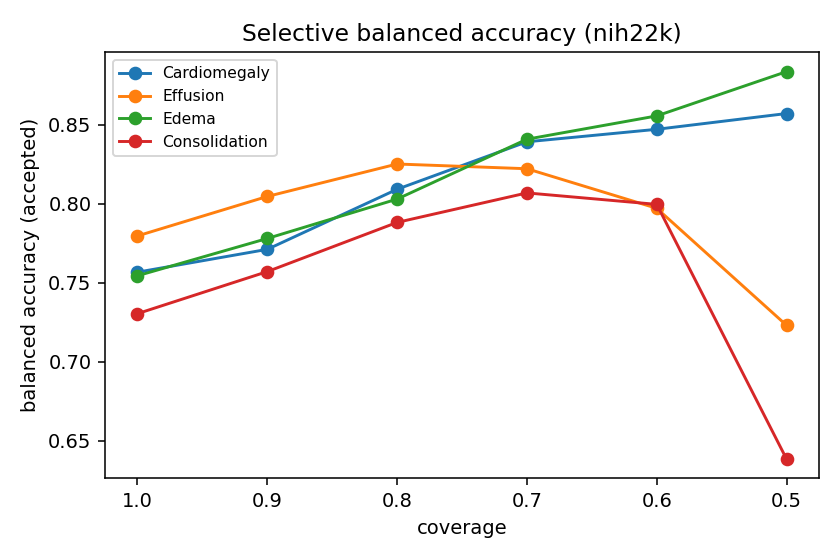 Selective balanced accuracy (nih22k)
Cardiomegaly
Effusion
Edema
Consolidation
balanced accuracy (accepted)
0.85
0.80
0.75
0.70
0.65
1.0 0.9 0.8 0.7 0.6 0.5
coverage